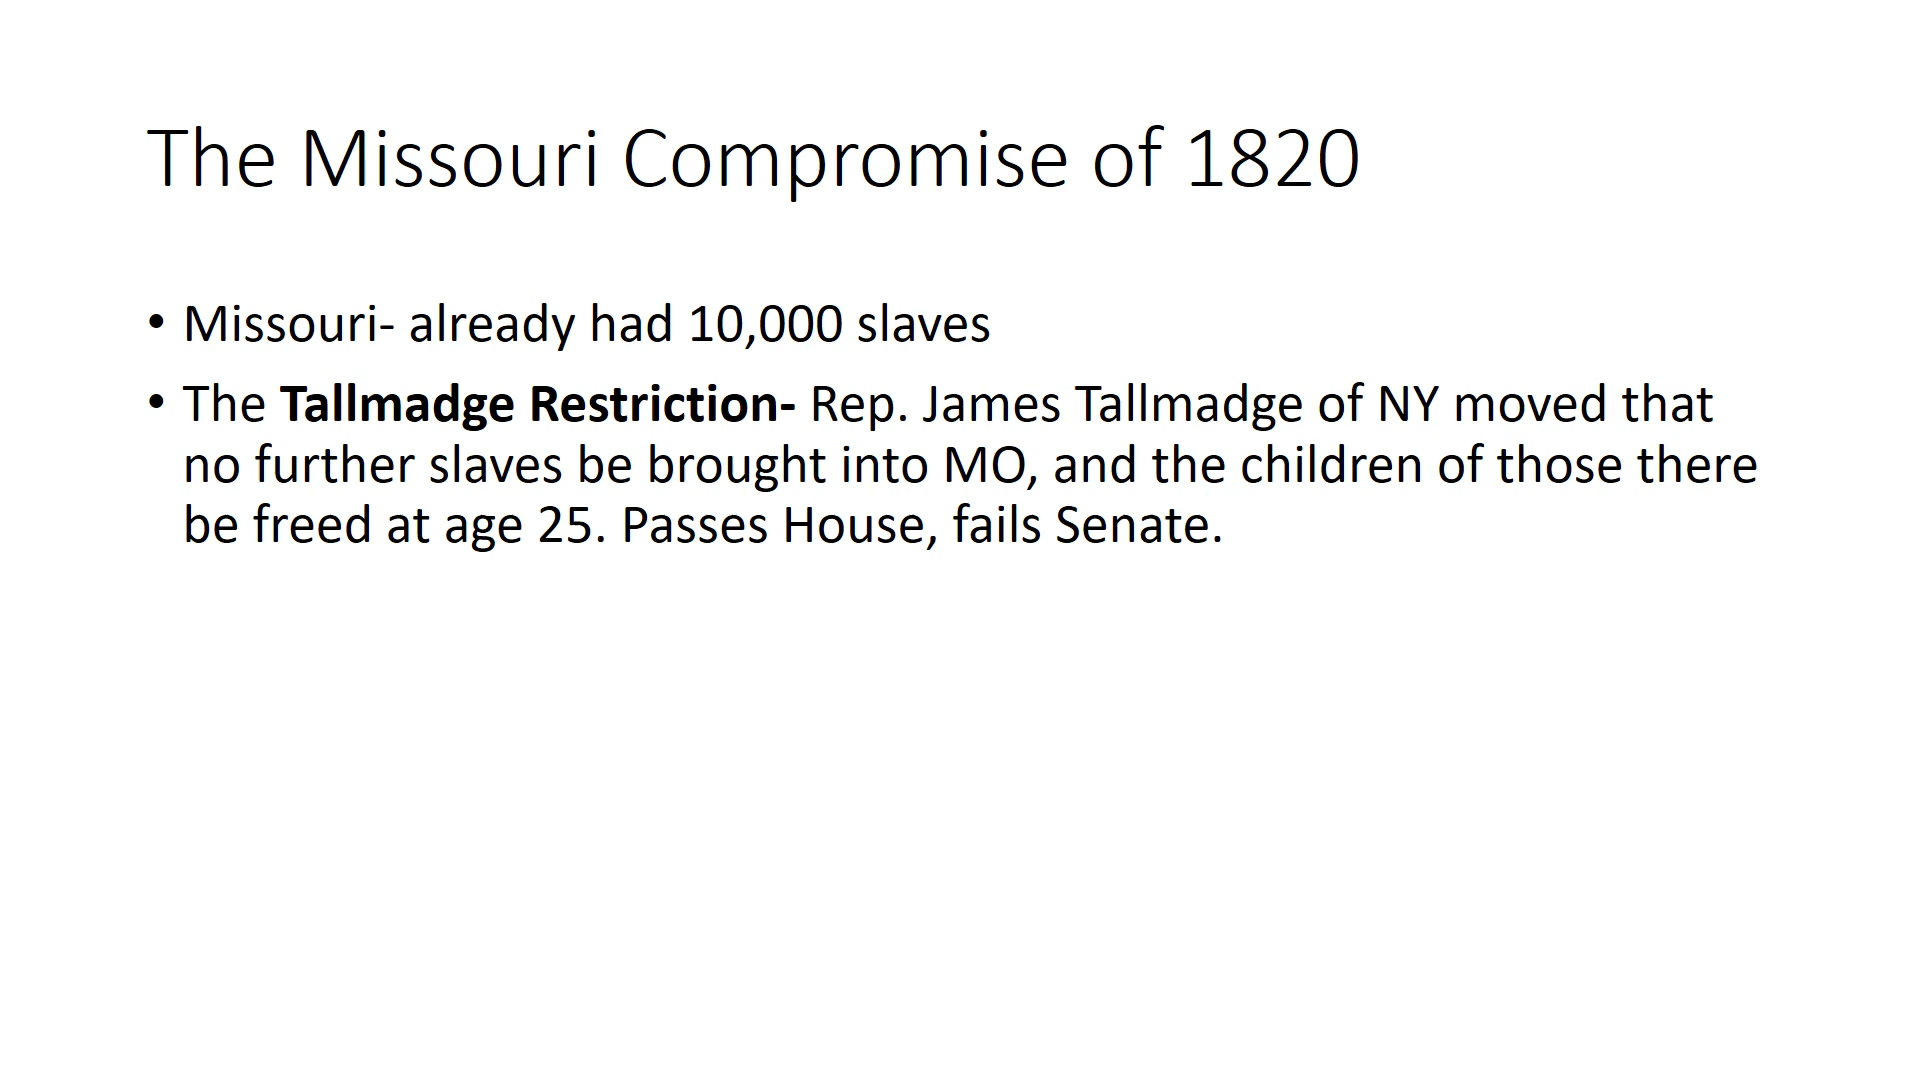 The Missouri Compromise of 1820
• Missouri- already had 10,000 slaves
• The Tallmadge Restriction- Rep. James Tallmadge of NY moved that
no further slaves be brought into MO, and the children of those there
be freed at age 25. Passes House, fails Senate.